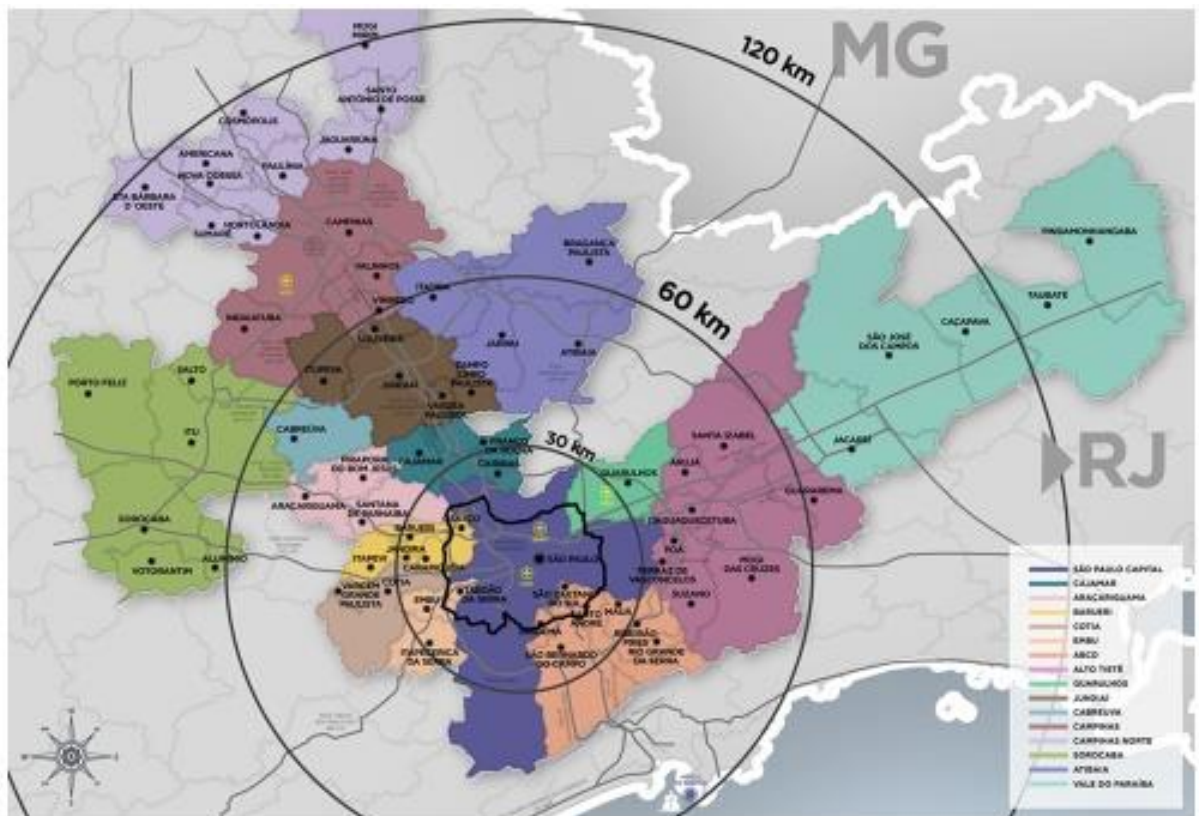 MG
120 km
MOGI
MIRIM
SANTO
ANTÔNIO DE POSSE
COSMÓPOLIS
JAGUARIÚNA
AMERICANA
PAULÍNIA
NOVA ODESSA
STA BÁRBARA
D' OESTE
HORTOLÂNDIA
SUMARÉ
CAMPINAS
BRAGANÇA
PAULISTA
PINDAMONHANGABA
VALINHOS
60 km
ITATIBA
VINHEDO
TAUBATÉ
INDAIATUBA
LOUVEIRA
CAÇAPAVA
SÃO JOSÉ
DOS CAMPOS
JARINU
ATIBAIA
SALTO
PORTO FELIZ
ITUPEVA
JUNDIAÍ
CAMPO
LIMPO
PAULISTA
VÁRZEA
PAULISTA
ITU
CABREÚVA
30 km
FRANCO
DA ROCHA
SANTA IZABEL
JACAREÍ
RJ
CAJAMAR
CAIEIRAS
GUARULHOS
ARUJÁ
PIRAPORA
DO BOM JESUS
ARAÇARIGUAMA
GUARAREMA
SANTANA
DE PARNAÍBA
ITAQUAQUECETUBA
SOROCABA
BARUERI
OSASCO
VOTORANTIM
ALUMÍNIO
ITAPEVI
JANDIRA
CARAPICUÍBA
SÃO PAULO
POÁ
FERRAZ DE
VASCONCELOS
MOGI
DAS CRUZES
VARGEM
GRANDE
PAULISTA
COTIA
EMBU
TABOÃO
DA SERRA
SÃO CAETANO
DO SUL
SANTO
ANDRÉ
MAUÁ
SUZANO
DIADEMA
RIBEIRÃO
PIRES
RIO GRANDE
DA SERRA
ITAPECERICA
DA SERRA
SÃO BERNARDO
DO CAMPO
SÃO PAULO CAPITAL
CAJAMAR
ARAÇARIGUAMA
BARUERI
COTIA
EMBU
ABCD
ALTO TIETÊ
GUARULHOS
JUNDIAÍ
CABREUVA
CAMPINAS
CAMPINAS NORTE
SOROCABA
ATIBAIA
VALE DO PARAÍBA